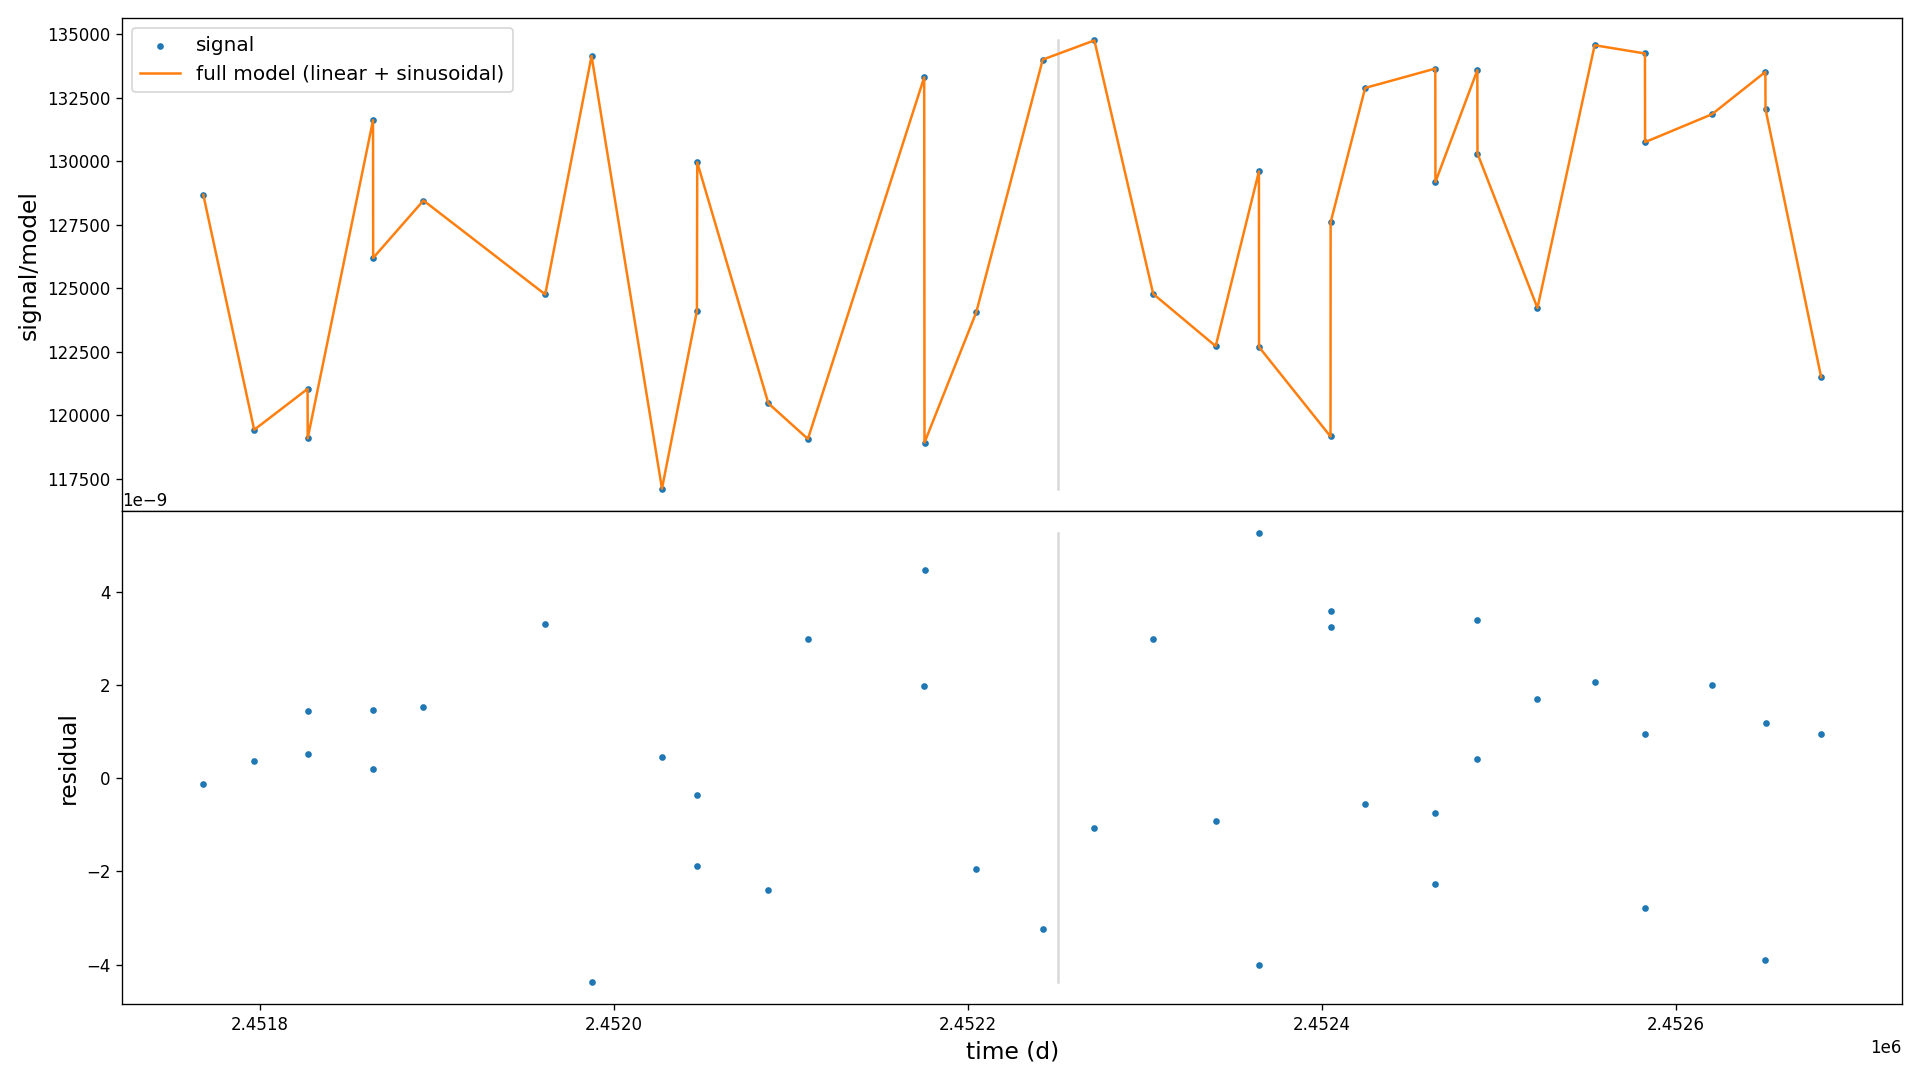 135000
132500
130000
127500
125000
122500
120000
117500
signal/model
signal
full model (linear + sinusoidal)
1e−9
4
2
0
−2
−4
residual
2.4518
2.4520
2.4522
2.4524
2.4526
time (d)
1e6